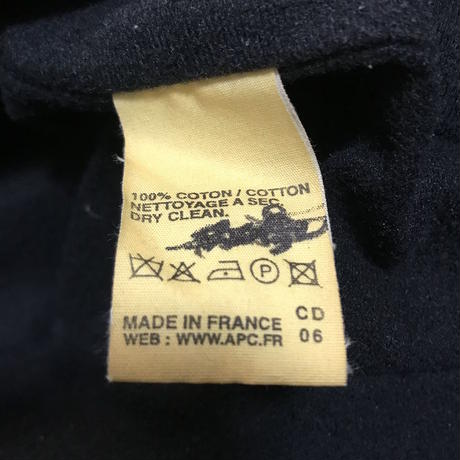 100% COTON / COTTON
NETTOYAGE A SEC
DRY CLEAN.
P
MADE IN FRANCE CD
WEB : WWW.APC.FR 06